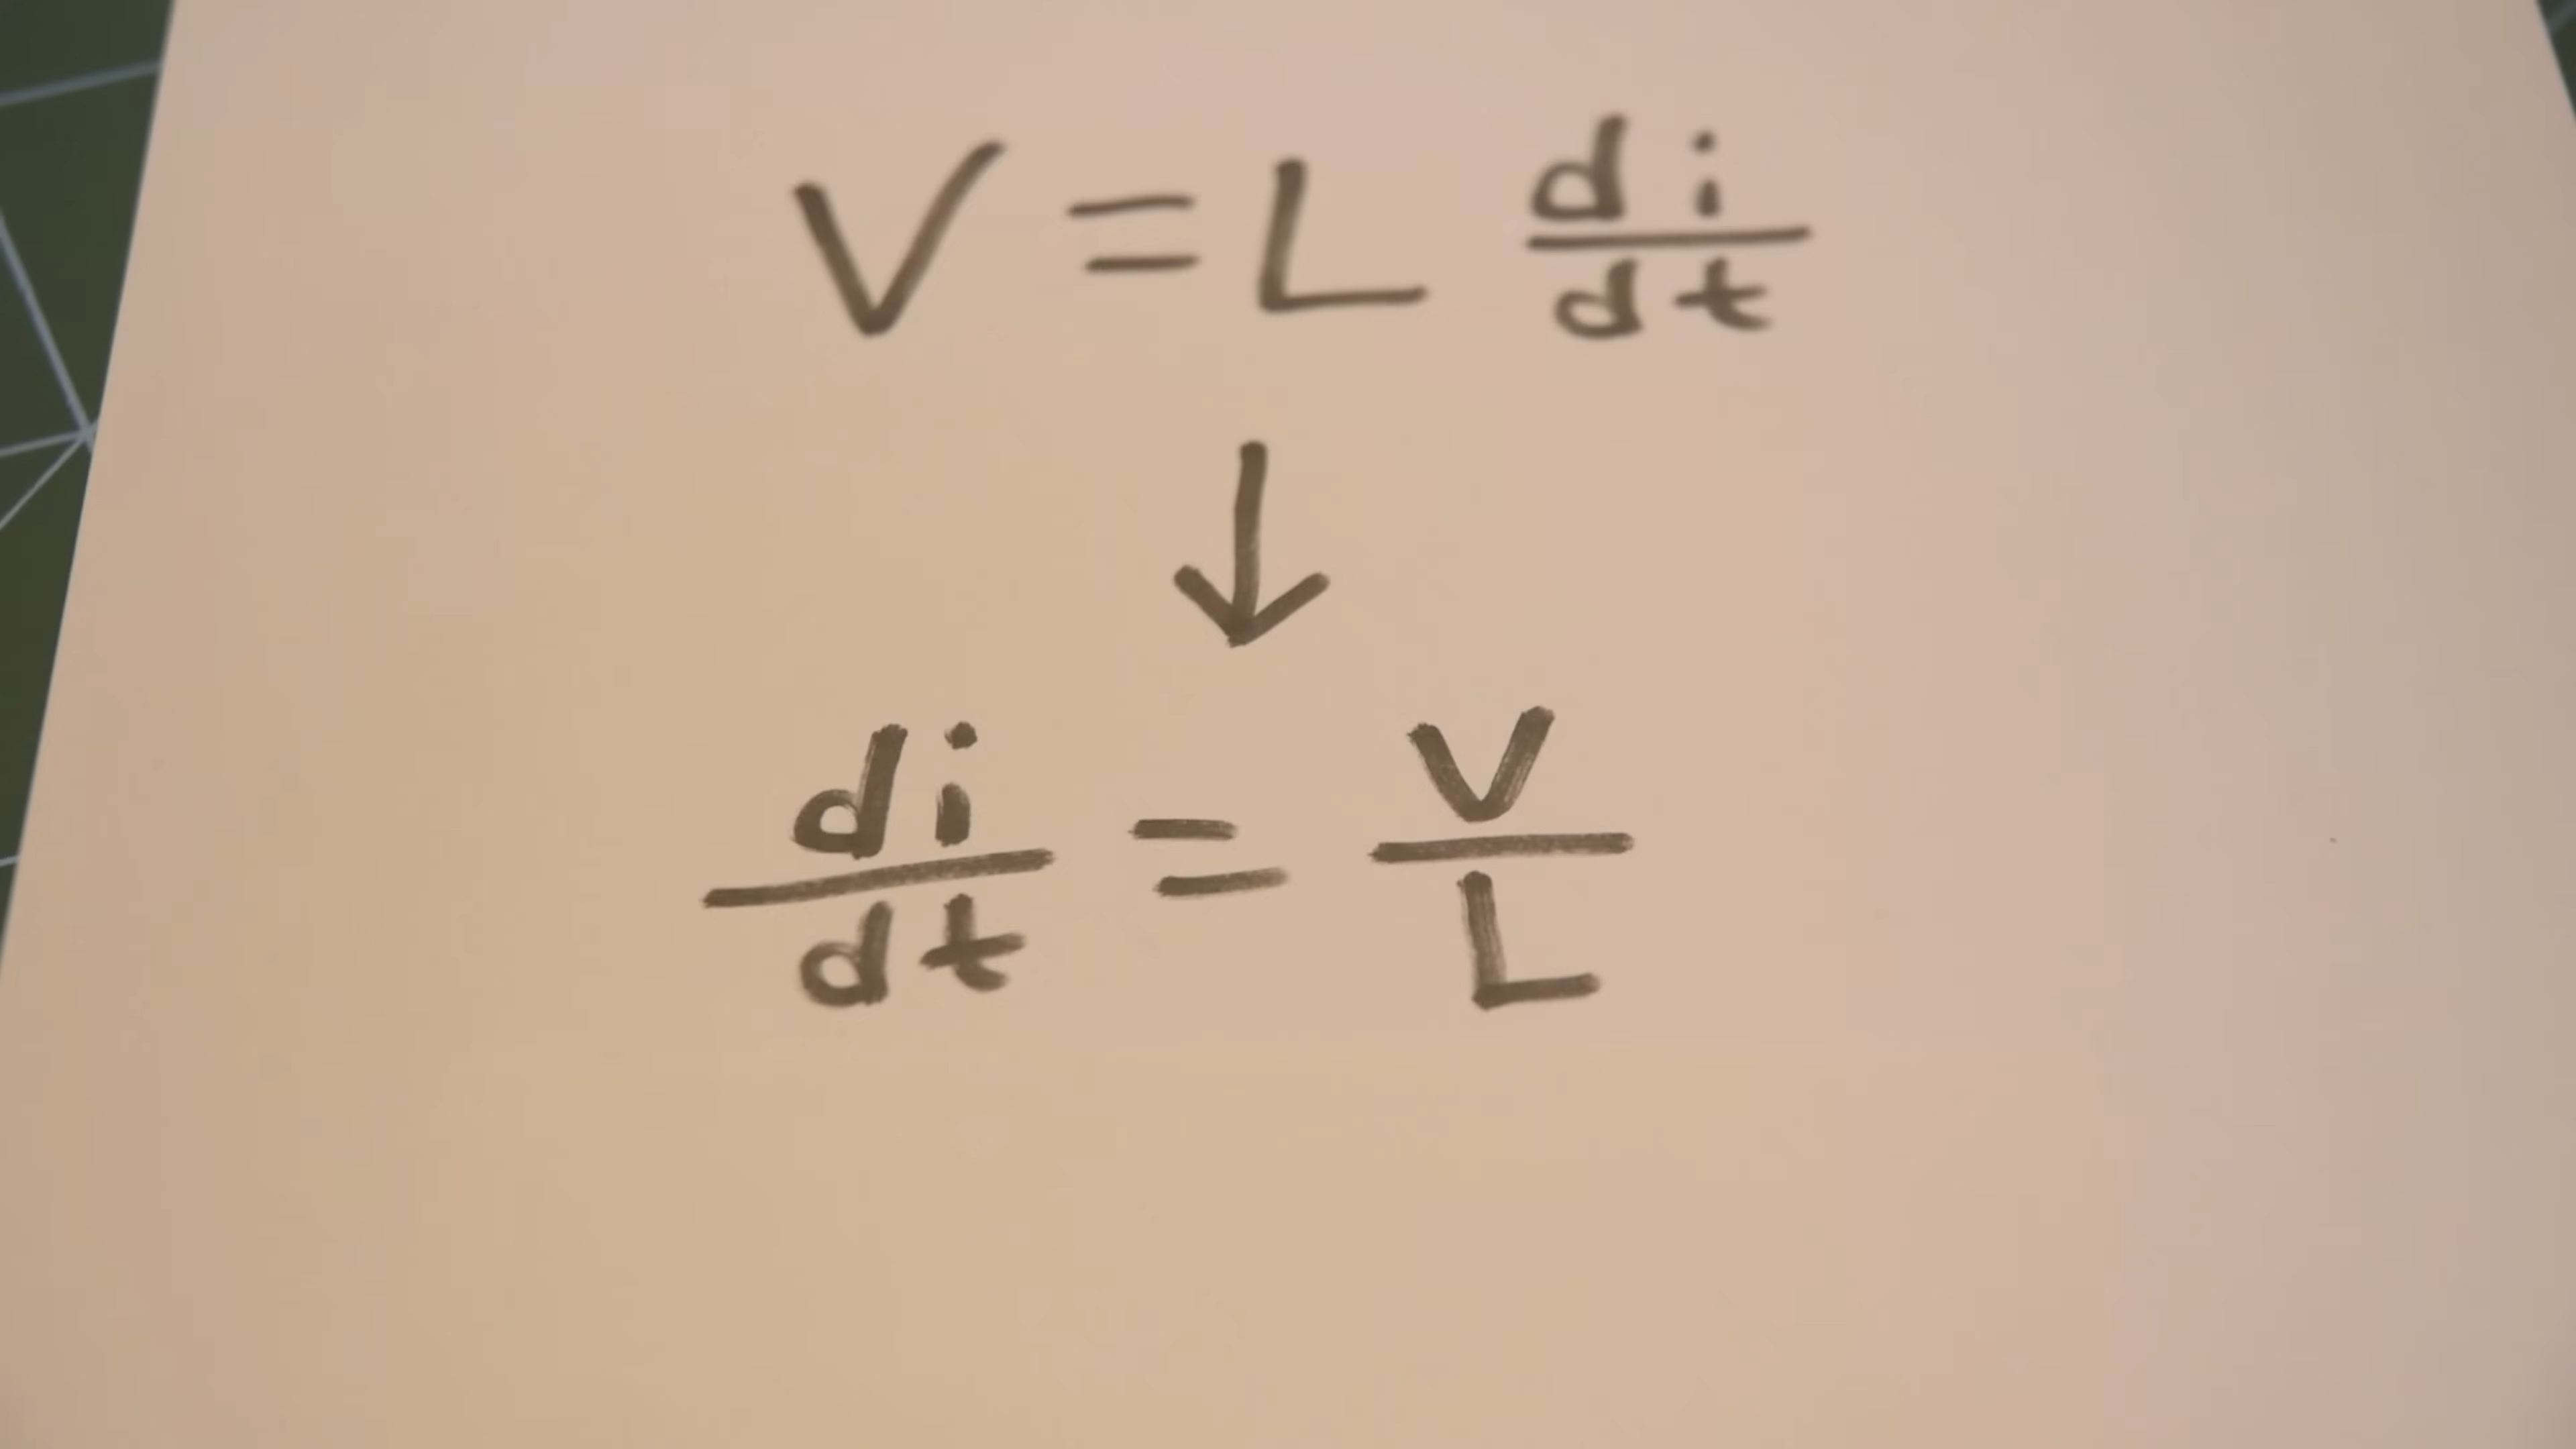 V = L di/dt
↓
di/dt = V/L